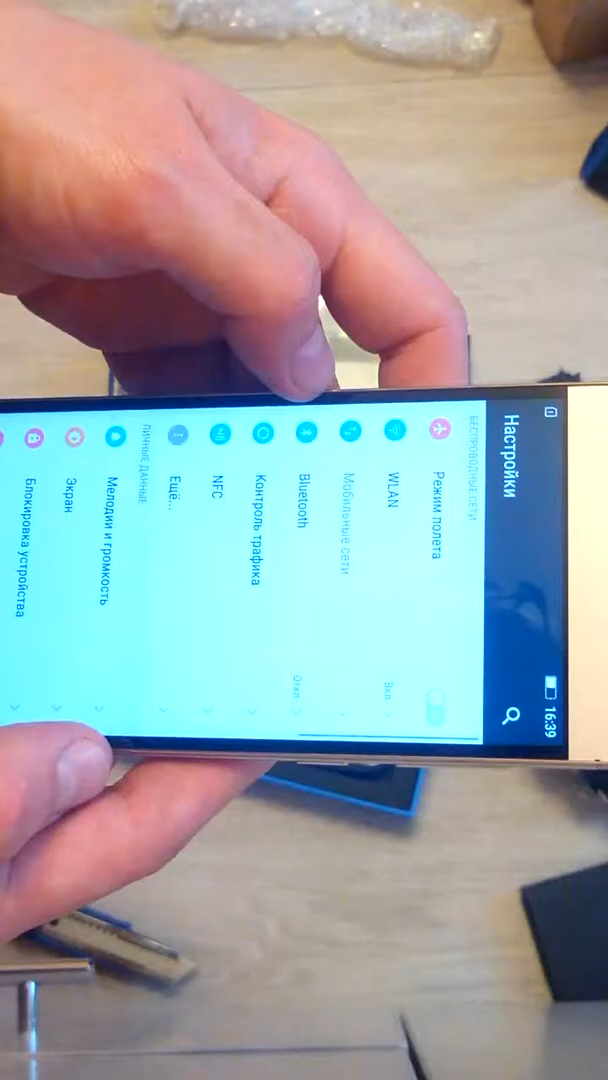 16:39
Настройки
БЕСПРОВОДНЫЕ СЕТИ
Режим полета
WLAN
Вкл
Мобильные сети
Bluetooth
Откл
Контроль трафика
NFC
Ещё...
ЛИЧНЫЕ ДАННЫЕ
Мелодии и громкость
Экран
Блокировка устройства